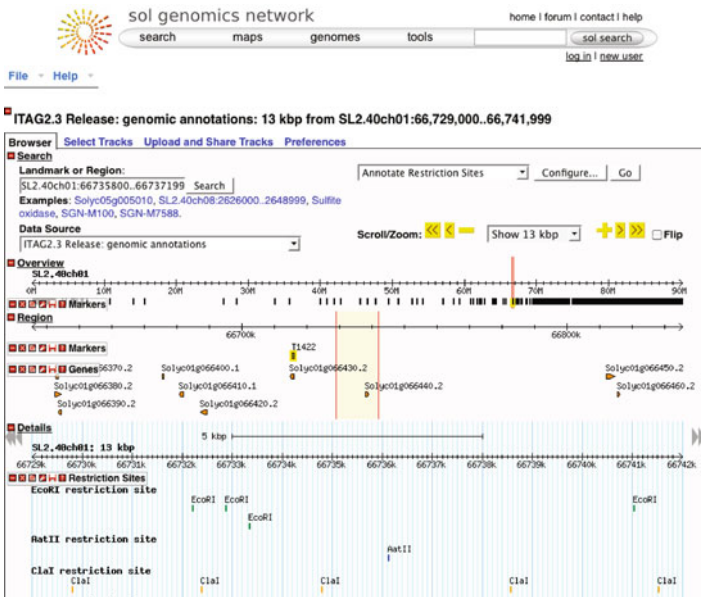 sol genomics network
home | forum | contact | help
search maps genomes tools sol search
log in | new user
File Help
ITAG2.3 Release: genomic annotations: 13 kbp from SL2.40ch01:66,729,000..66,741,999
Browser Select Tracks Upload and Share Tracks Preferences
Search
Landmark or Region:
SL2.40ch01:66735800..66737199 Search
Annotate Restriction Sites Configure... Go
Examples: Solyc05g005010, SL2.40ch08:2626000..2648999, Sulfite
oxidase, SGN-M100, SGN-M7588.
Data Source
ITAG2.3 Release: genomic annotations
Scroll/Zoom: << < Show 13 kbp > >> Flip
Overview
SL2.40ch01
0M 10M 20M 30M 40M 50M 60M 70M 80M 90M
Markers
Region
66700k 66800k
Markers
T1422
Genes 66370.2 Solyc01g066400.1 Solyc01g066430.2 Solyc01g066450.2
Solyc01g066380.2 Solyc01g066410.1 Solyc01g066440.2 Solyc01g066460.2
Solyc01g066390.2 Solyc01g066420.2
Details
5 kbp
SL2.40ch01: 13 kbp
66729k 66730k 66731k 66732k 66733k 66734k 66735k 66736k 66737k 66738k 66739k 66740k 66741k 66742k
Restriction Sites
EcoRI restriction site
EcoRI EcoRI EcoRI
EcoRI
AatII restriction site
AatII
ClaI restriction site
ClaI ClaI ClaI ClaI ClaI